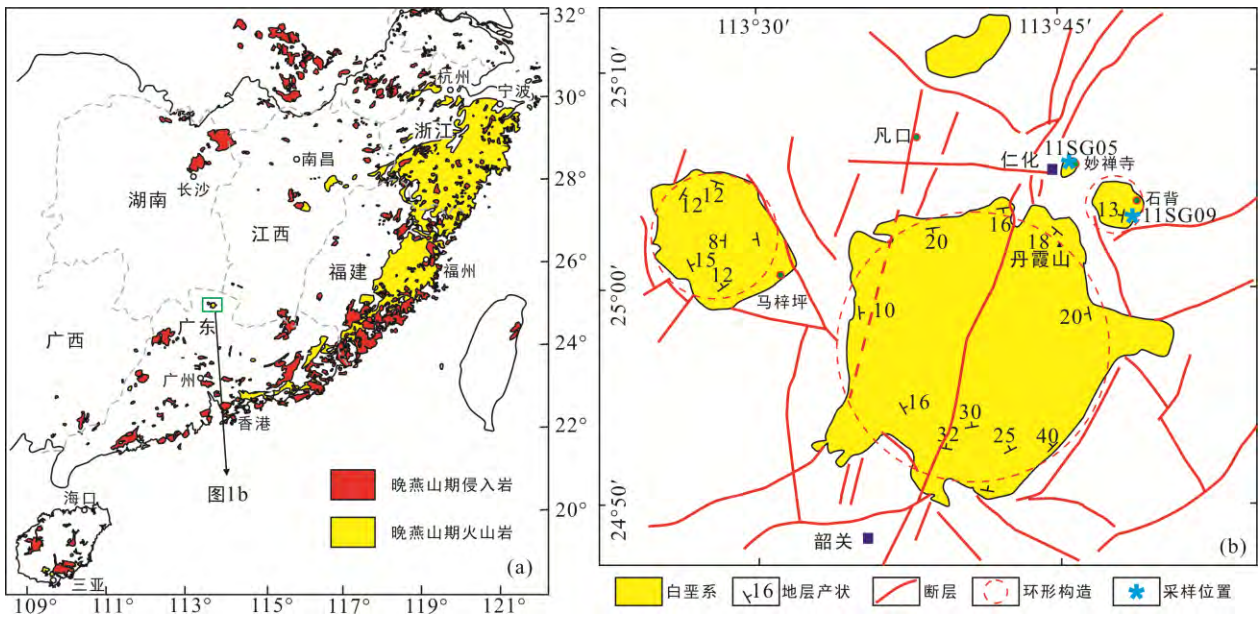 32°
30°
28°
26°
24°
22°
20°
109°
111°
113°
115°
117°
119°
121°
杭州
宁波
浙江
南昌
长沙
湖南
江西
福建
福州
广东
广西
广州
香港
图1b
海口
三亚
晚燕山期侵入岩
晚燕山期火山岩
(a)
113°30′
113°45′
25°10′
25°00′
24°50′
凡口
仁化
11SG05
妙禅寺
石背
13
11SG09
12
12
8
15
12
马梓坪
20
16
18
丹霞山
10
20
16
30
32
25
40
韶关
(b)
白垩系
16
地层产状
断层
环形构造
采样位置